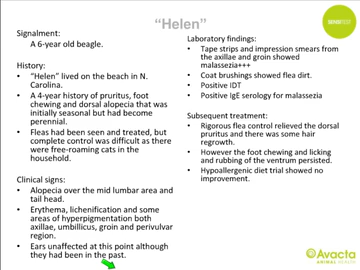 "Helen"
Signalment:
A 6-year old beagle.
History:
• "Helen" lived on the beach in N.
Carolina.
• A 4-year history of pruritus, foot
chewing and dorsal alopecia that was
initially seasonal but had become
perennial.
• Fleas had been seen and treated, but
complete control was difficult as there
were free-roaming cats in the
household.
Clinical signs:
• Alopecia over the mid lumbar area and
tail head.
• Erythema, lichenification and some
areas of hyperpigmentation both
axillae, umbillicus, groin and perivulvar
region.
• Ears unaffected at this point although
they had been in the past.
Laboratory findings:
• Tape strips and impression smears from
the axillae and groin showed
malassezia+++
• Coat brushings showed flea dirt.
• Positive IDT
• Positive IgE serology for malassezia
Subsequent treatment:
• Rigorous flea control relieved the dorsal
pruritus and there was some hair
regrowth.
• However the foot chewing and licking
and rubbing of the ventrum persisted.
• Hypoallergenic diet trial showed no
improvement.
Avacta
ANIMAL HEALTH